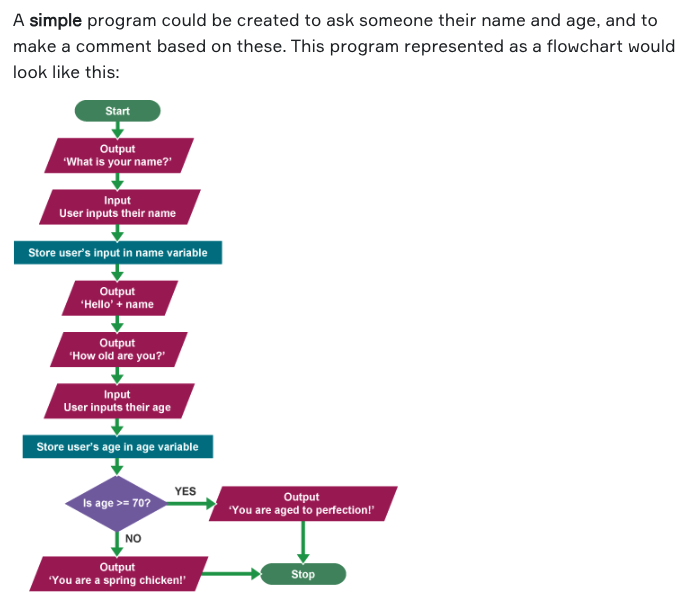 A simple program could be created to ask someone their name and age, and to
make a comment based on these. This program represented as a flowchart would
look like this:
Start
Output
‘What is your name?’
Input
User inputs their name
Store user’s input in name variable
Output
‘Hello’ + name
Output
‘How old are you?’
Input
User inputs their age
Store user’s age in age variable
Is age >= 70?
YES
Output
‘You are aged to perfection!’
NO
Output
‘You are a spring chicken!’
Stop